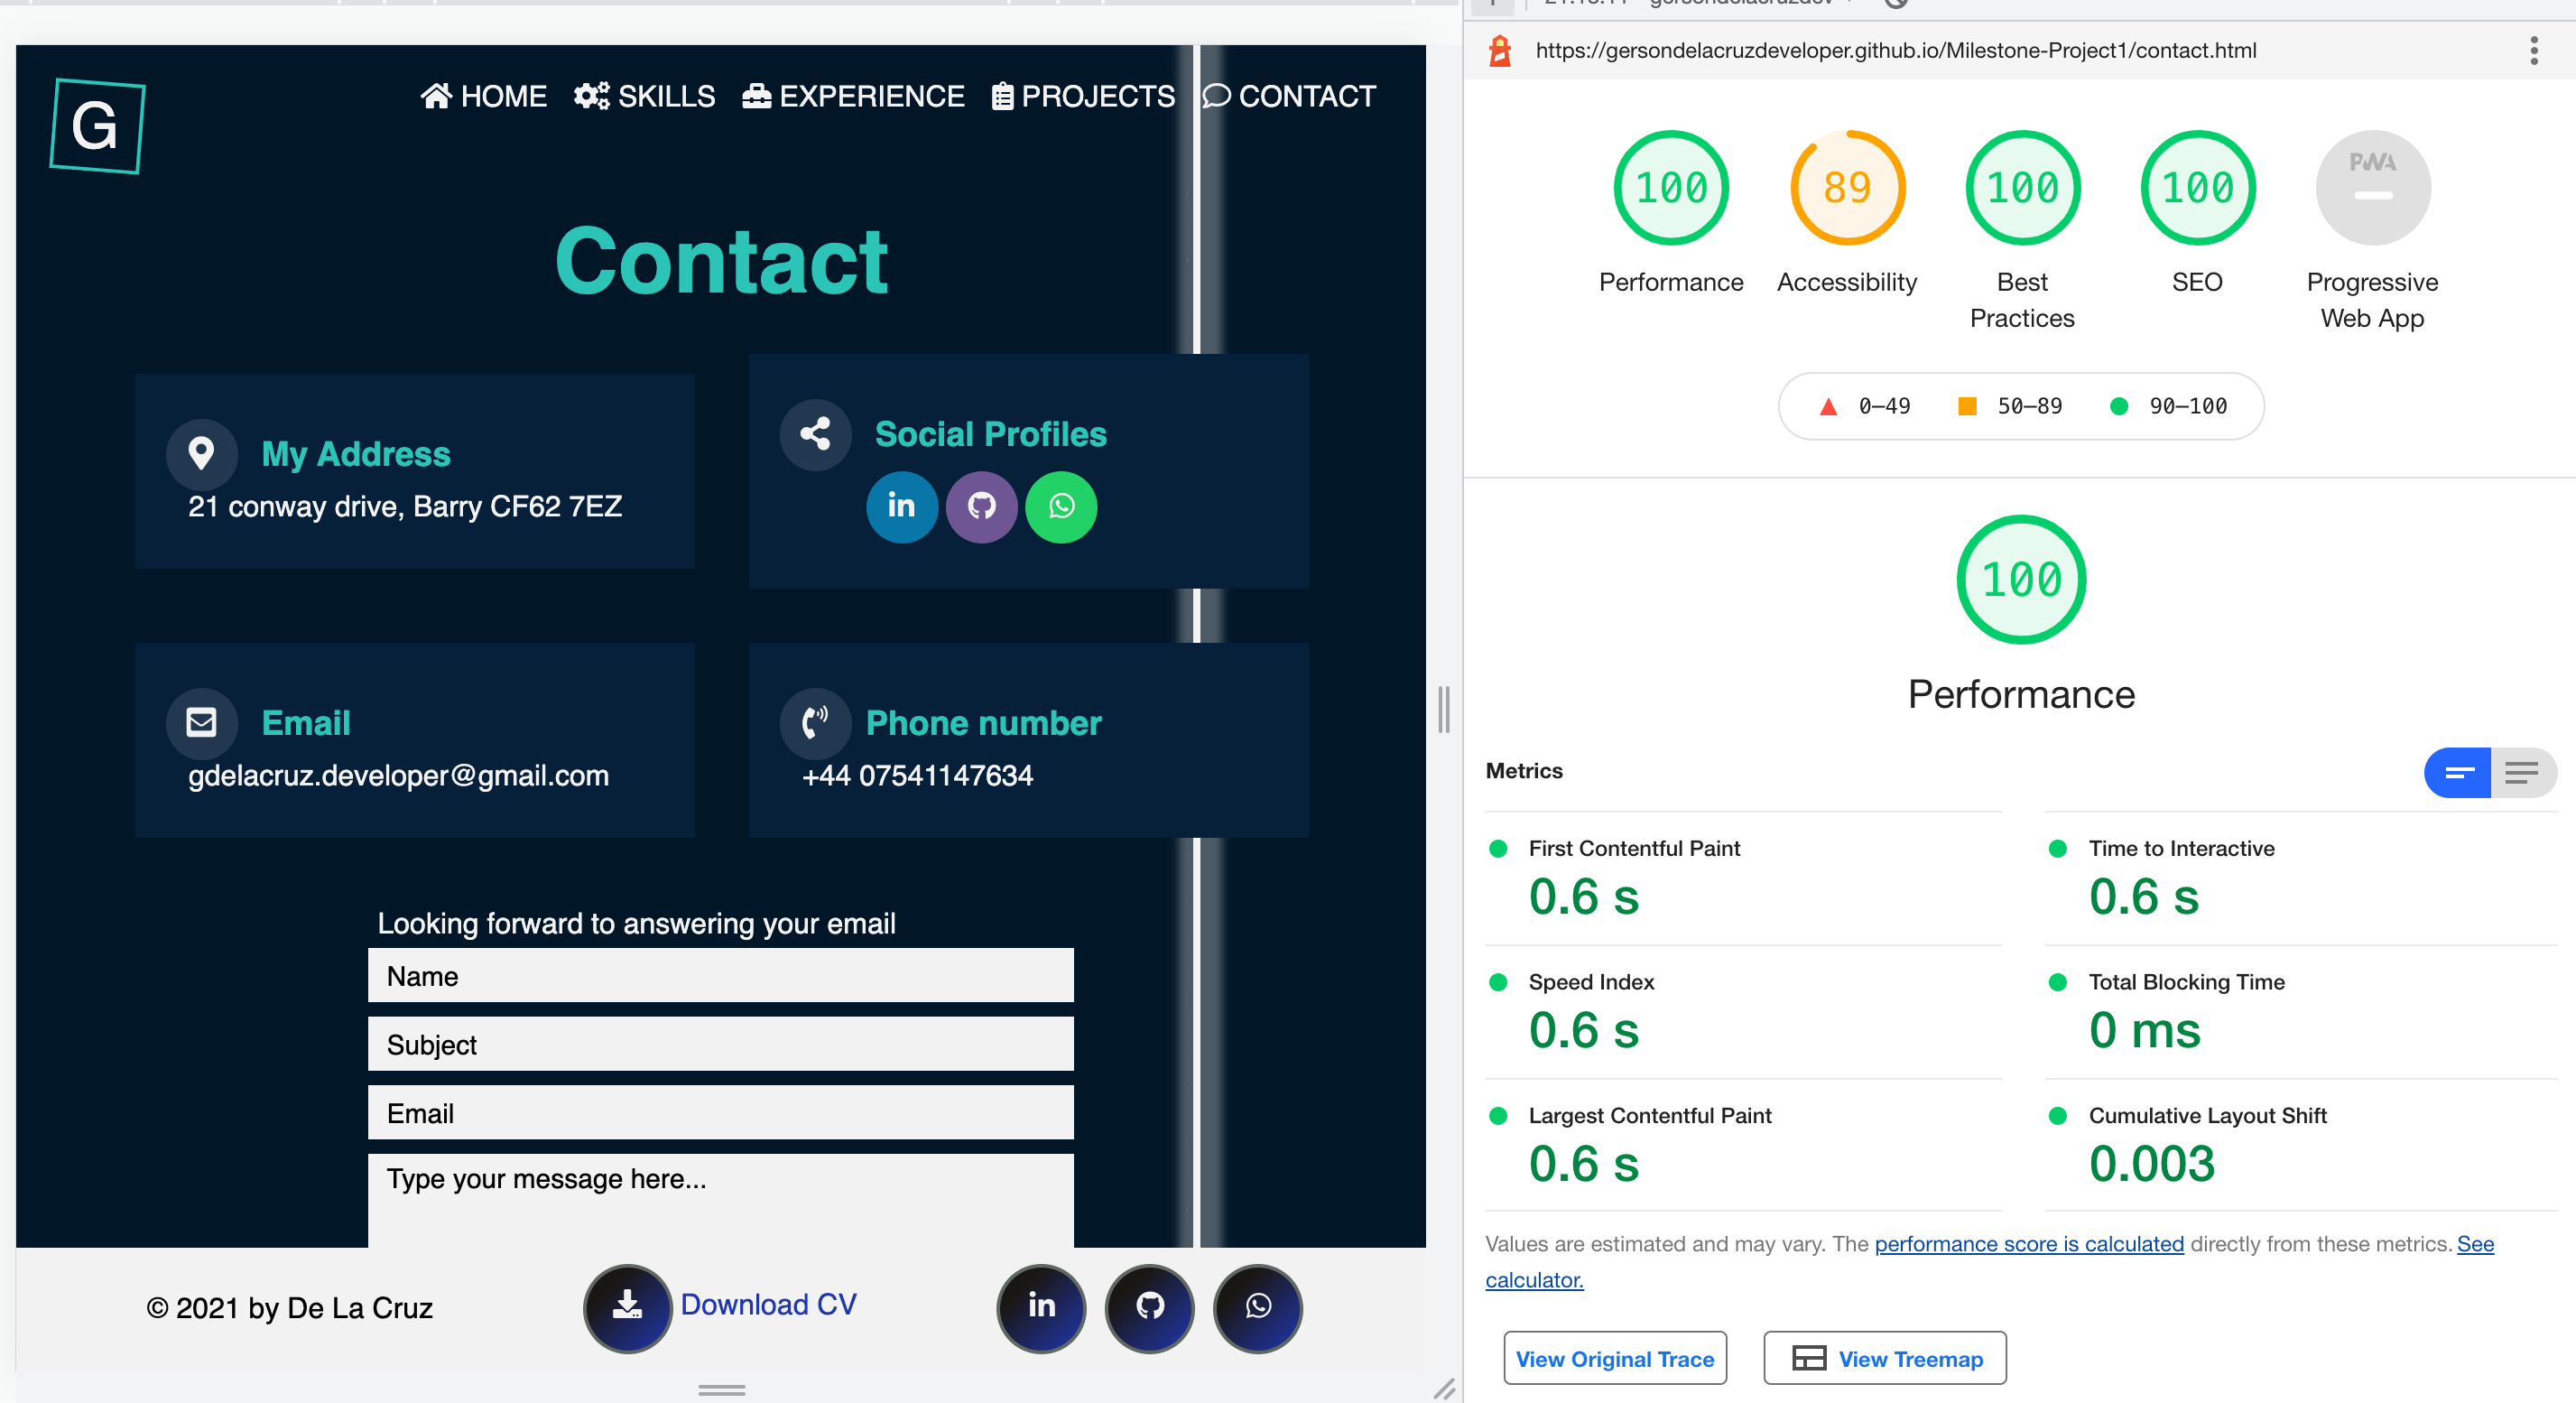 G
HOME SKILLS EXPERIENCE PROJECTS CONTACT
Contact
My Address
21 conway drive, Barry CF62 7EZ
Social Profiles
in
Email
gdelacruz.developer@gmail.com
Phone number
+44 07541147634
Looking forward to answering your email
Name
Subject
Email
Type your message here...
© 2021 by De La Cruz
Download CV
in
https://gersondelacruzdeveloper.github.io/Milestone-Project1/contact.html
100
Performance
89
Accessibility
100
Best
Practices
100
SEO
PWA
Progressive
Web App
0–49 50–89 90–100
100
Performance
Metrics
First Contentful Paint
0.6 s
Time to Interactive
0.6 s
Speed Index
0.6 s
Total Blocking Time
0 ms
Largest Contentful Paint
0.6 s
Cumulative Layout Shift
0.003
Values are estimated and may vary. The performance score is calculated directly from these metrics. See
calculator.
View Original Trace
View Treemap